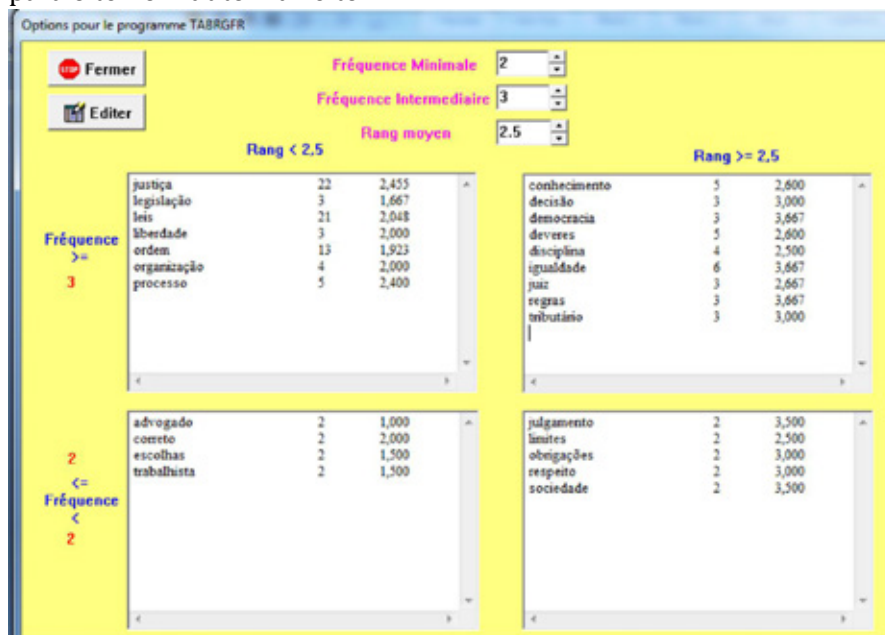 Options pour le programme TABRGFR
Fermer
Editer
Fréquence Minimale 2
Fréquence Intermediaire 3
Rang moyen 2.5
Rang < 2,5
Rang >= 2,5
Fréquence
>=
3
justiça 22 2,455
legislação 3 1,667
leis 21 2,048
liberdade 3 2,000
ordem 13 1,923
organização 4 2,000
processo 5 2,400
conhecimento 5 2,600
decisão 3 3,000
democracia 3 3,667
deveres 5 2,600
disciplina 4 2,500
igualdade 6 3,667
juiz 3 2,667
regras 3 3,667
tributário 3 3,000
2
<=
Fréquence
<
2
advogado 2 1,000
correto 2 2,000
escolhas 2 1,500
trabalhista 2 1,500
julgamento 2 3,500
limites 2 2,500
obrigações 2 3,000
respeito 2 3,000
sociedade 2 3,500